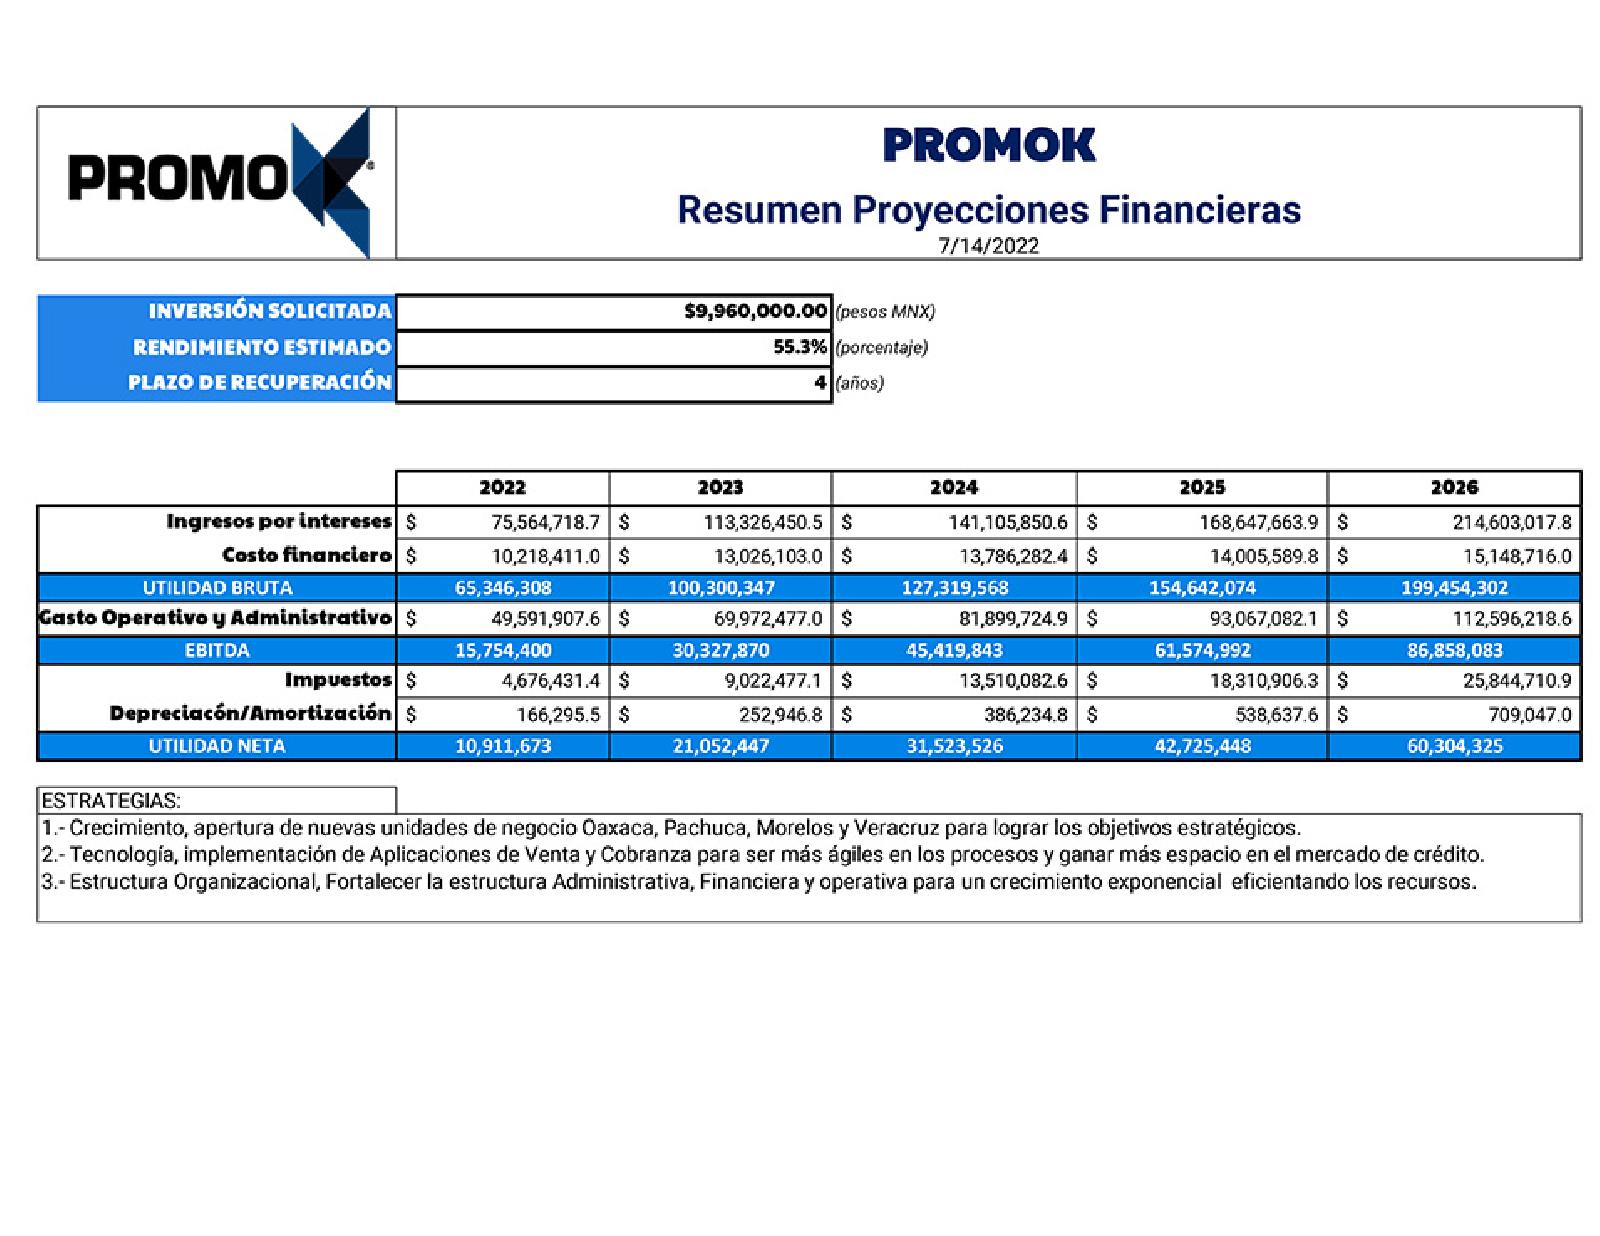 PROMOK®
PROMOK
Resumen Proyecciones Financieras
7/14/2022
INVERSIÓN SOLICITADA $9,960,000.00 (pesos MNX)
RENDIMIENTO ESTIMADO 55.3% (porcentaje)
PLAZO DE RECUPERACIÓN 4 (años)
2022 2023 2024 2025 2026
Ingresos por intereses $ 75,564,718.7 $ 113,326,450.5 $ 141,105,850.6 $ 168,647,663.9 $ 214,603,017.8
Costo financiero $ 10,218,411.0 $ 13,026,103.0 $ 13,786,282.4 $ 14,005,589.8 $ 15,148,716.0
UTILIDAD BRUTA 65,346,308 100,300,347 127,319,568 154,642,074 199,454,302
Gasto Operativo y Administrativo $ 49,591,907.6 $ 69,972,477.0 $ 81,899,724.9 $ 93,067,082.1 $ 112,596,218.6
EBITDA 15,754,400 30,327,870 45,419,843 61,574,992 86,858,083
Impuestos $ 4,676,431.4 $ 9,022,477.1 $ 13,510,082.6 $ 18,310,906.3 $ 25,844,710.9
Depreciacón/Amortización $ 166,295.5 $ 252,946.8 $ 386,234.8 $ 538,637.6 $ 709,047.0
UTILIDAD NETA 10,911,673 21,052,447 31,523,526 42,725,448 60,304,325
ESTRATEGIAS:
1.- Crecimiento, apertura de nuevas unidades de negocio Oaxaca, Pachuca, Morelos y Veracruz para lograr los objetivos estratégicos.
2.- Tecnología, implementación de Aplicaciones de Venta y Cobranza para ser más ágiles en los procesos y ganar más espacio en el mercado de crédito.
3.- Estructura Organizacional, Fortalecer la estructura Administrativa, Financiera y operativa para un crecimiento exponencial eficientando los recursos.